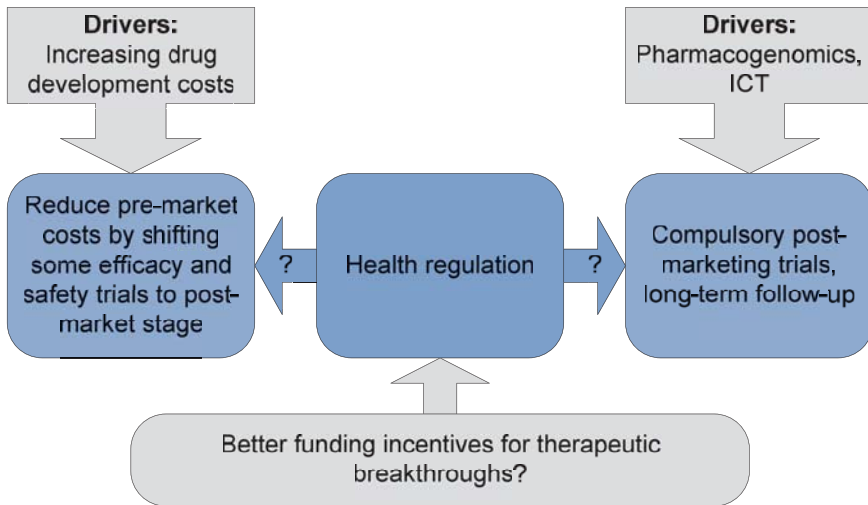 Drivers:
Increasing drug
development costs
Drivers:
Pharmacogenomics,
ICT
Reduce pre-market
costs by shifting
some efficacy and
safety trials to post-
market stage
?
Health regulation
?
Compulsory post-
marketing trials,
long-term follow-up
Better funding incentives for therapeutic
breakthroughs?